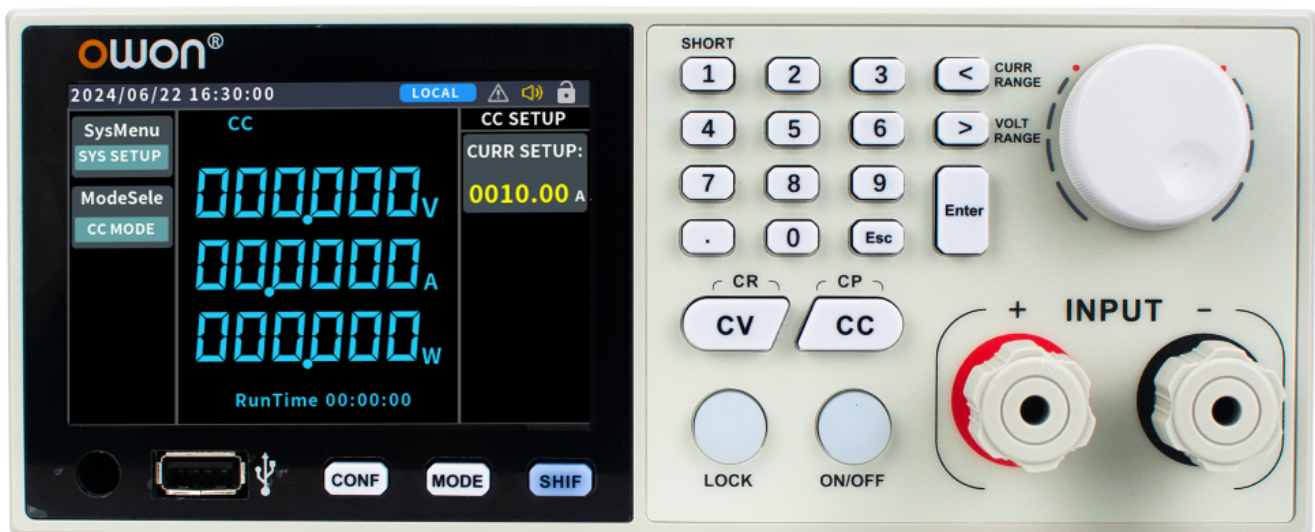 owon®
2024/06/22 16:30:00 LOCAL
SysMenu
SYS SETUP
ModeSele
CC MODE
CC
000.000 V
00.0000 A
000.000 W
RunTime 00:00:00
CC SETUP
CURR SETUP:
0010.00 A
CONF MODE SHIF
SHORT
1 2 3 < CURR RANGE
4 5 6 > VOLT RANGE
7 8 9 Enter
. 0 Esc
CR CP
CV CC
LOCK ON/OFF
+ INPUT -